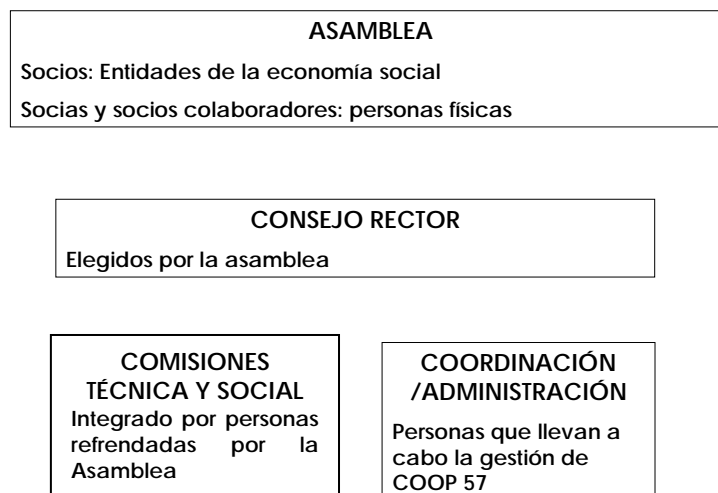 ASAMBLEA
Socios: Entidades de la economía social
Socias y socios colaboradores: personas físicas
CONSEJO RECTOR
Elegidos por la asamblea
COMISIONES
TÉCNICA Y SOCIAL
Integrado por personas
refrendadas por la
Asamblea
COORDINACIÓN
/ADMINISTRACIÓN
Personas que llevan a
cabo la gestión de
COOP 57